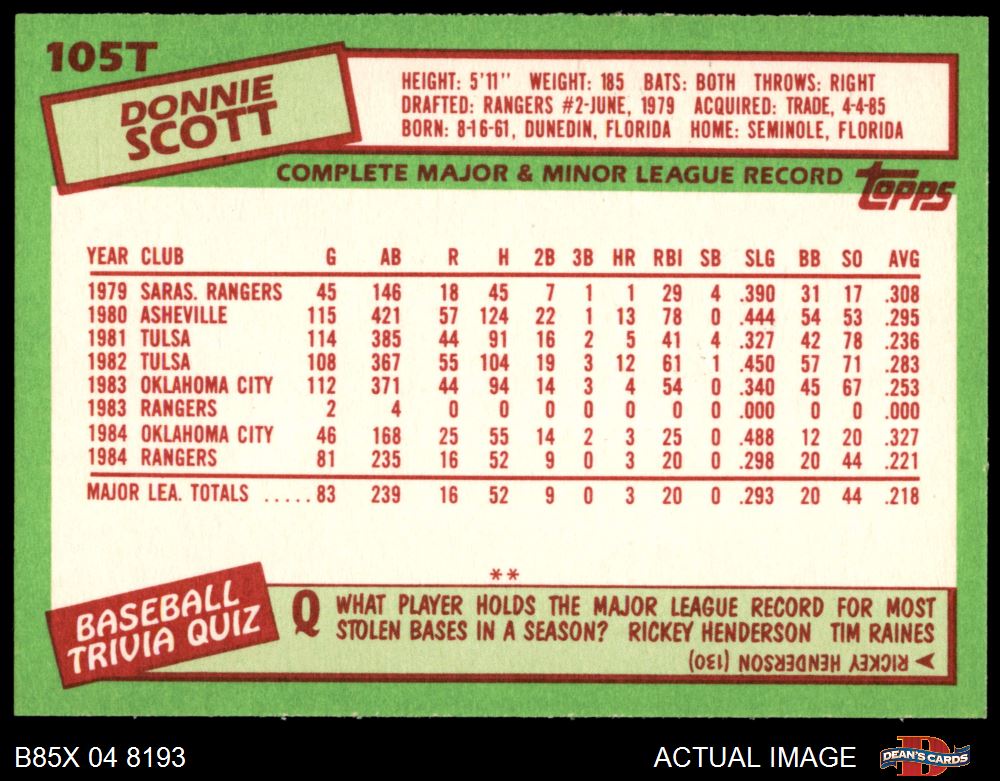 105T
DONNIE
SCOTT
HEIGHT: 5'11" WEIGHT: 185 BATS: BOTH THROWS: RIGHT
DRAFTED: RANGERS #2-JUNE, 1979 ACQUIRED: TRADE, 4-4-85
BORN: 8-16-61, DUNEDIN, FLORIDA HOME: SEMINOLE, FLORIDA
COMPLETE MAJOR & MINOR LEAGUE RECORD
topps
YEAR CLUB G AB R H 2B 3B HR RBI SB SLG BB SO AVG
1979 SARAS. RANGERS 45 146 18 45 7 1 1 29 4 .390 31 17 .308
1980 ASHEVILLE 115 421 57 124 22 1 13 78 0 .444 54 53 .295
1981 TULSA 114 385 44 91 16 2 5 41 4 .327 42 78 .236
1982 TULSA 108 367 55 104 19 3 12 61 1 .450 57 71 .283
1983 OKLAHOMA CITY 112 371 44 94 14 3 4 54 0 .340 45 67 .253
1983 RANGERS 2 4 0 0 0 0 0 0 0 .000 0 0 .000
1984 OKLAHOMA CITY 46 168 25 55 14 2 3 25 0 .488 12 20 .327
1984 RANGERS 81 235 16 52 9 0 3 20 0 .298 20 44 .221
MAJOR LEA. TOTALS ..... 83 239 16 52 9 0 3 20 0 .293 20 44 .218
**
BASEBALL
TRIVIA QUIZ
Q WHAT PLAYER HOLDS THE MAJOR LEAGUE RECORD FOR MOST
STOLEN BASES IN A SEASON? RICKEY HENDERSON TIM RAINES
RICKEY HENDERSON (130)
B85X 04 8193
ACTUAL IMAGE
DEAN'S CARDS